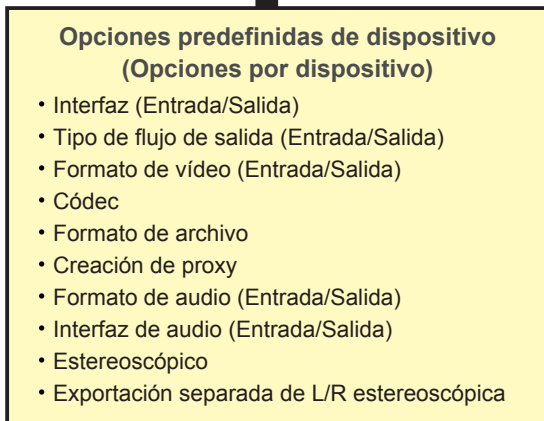 Opciones predefinidas de dispositivo
(Opciones por dispositivo)
• Interfaz (Entrada/Salida)
• Tipo de flujo de salida (Entrada/Salida)
• Formato de vídeo (Entrada/Salida)
• Códec
• Formato de archivo
• Creación de proxy
• Formato de audio (Entrada/Salida)
• Interfaz de audio (Entrada/Salida)
• Estereoscópico
• Exportación separada de L/R estereoscópica